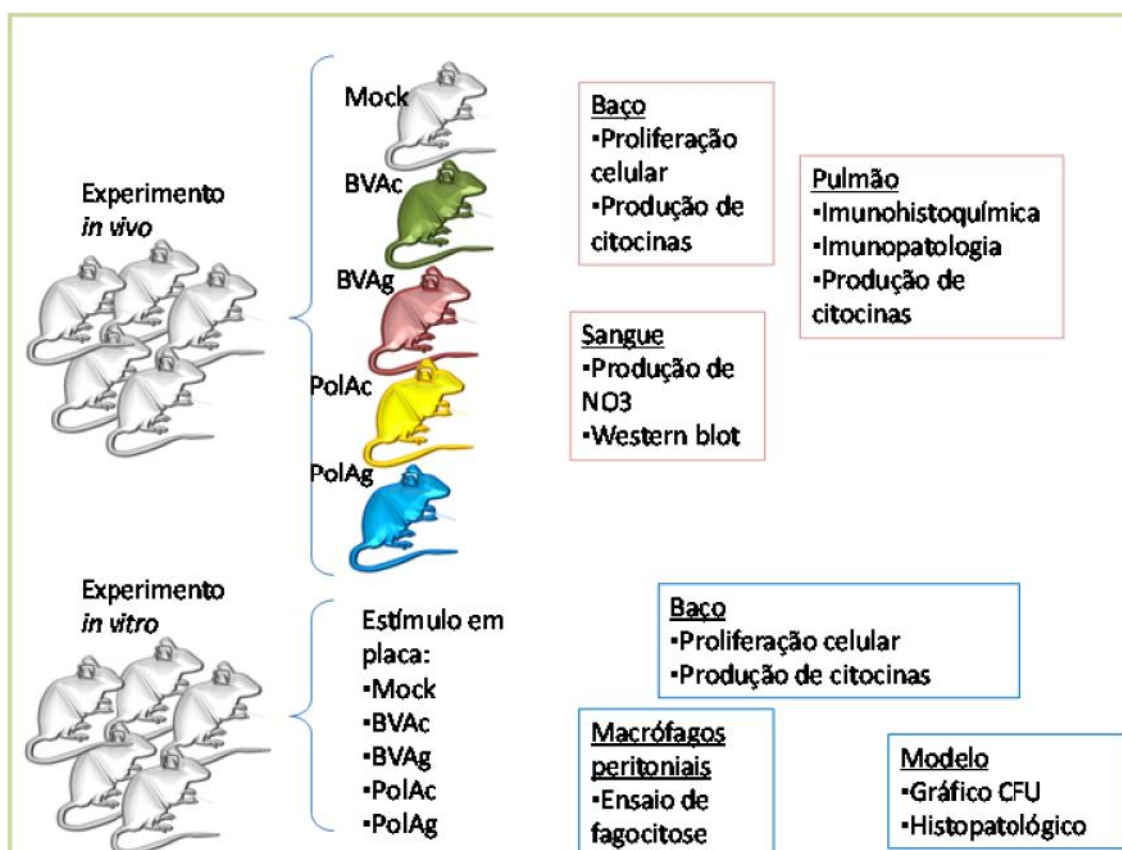 Experimento
in vivo
Mock
BVAc
BVAg
PolAc
PolAg
Baço
▪Proliferação
celular
▪Produção de
citocinas
Pulmão
▪Imunohistoquímica
▪Imunopatologia
▪Produção de
citocinas
Sangue
▪Produção de
NO3
▪Western blot
Experimento
in vitro
Estímulo em
placa:
▪Mock
▪BVAc
▪BVAg
▪PolAc
▪PolAg
Baço
▪Proliferação celular
▪Produção de citocinas
Macrófagos
peritoniais
▪Ensaio de
fagocitose
Modelo
▪Gráfico CFU
▪Histopatológico